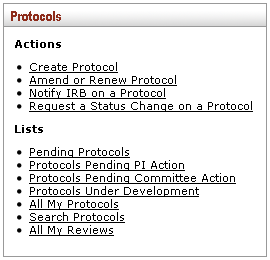 Protocols
Actions
Create Protocol
Amend or Renew Protocol
Notify IRB on a Protocol
Request a Status Change on a Protocol
Lists
Pending Protocols
Protocols Pending PI Action
Protocols Pending Committee Action
Protocols Under Development
All My Protocols
Search Protocols
All My Reviews